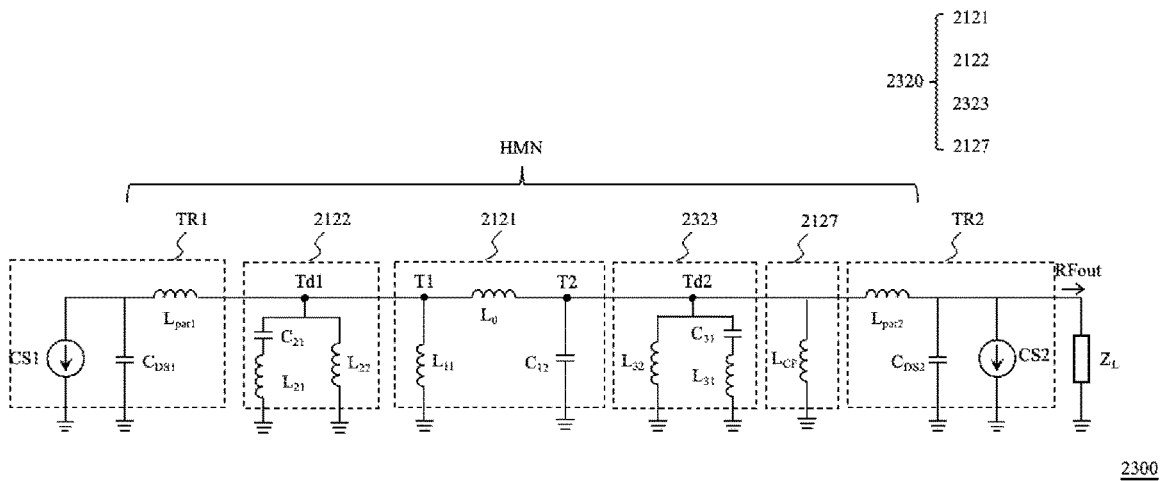 2121
2122
2320
2323
2127
HMN
TR1
2122
2121
2323
2127
TR2
Td1
T1
T2
Td2
RFout
Lpar1
L0
Lpar2
CS1
CDS1
C21
L21
L22
L11
C12
L32
C31
L31
LCP
CDS2
CS2
ZL
2300